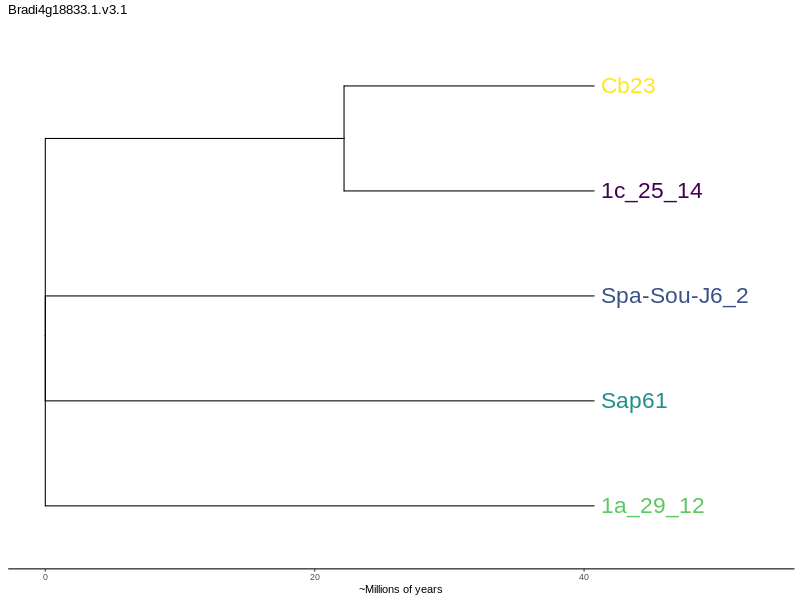 Bradi4g18833.1.v3.1
Cb23
1c_25_14
Spa-Sou-J6_2
Sap61
1a_29_12
0 20 40
~Millions of years